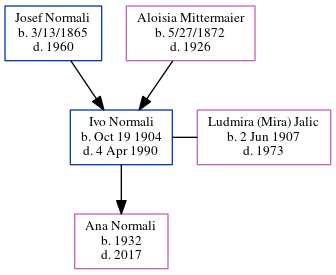 Josef Normali
b. 3/13/1865
d. 1960
Aloisia Mittermaier
b. 5/27/1872
d. 1926
Ivo Normali
b. Oct 19 1904
d. 4 Apr 1990
Ludmira (Mira) Jalic
b. 2 Jun 1907
d. 1973
Ana Normali
b. 1932
d. 2017